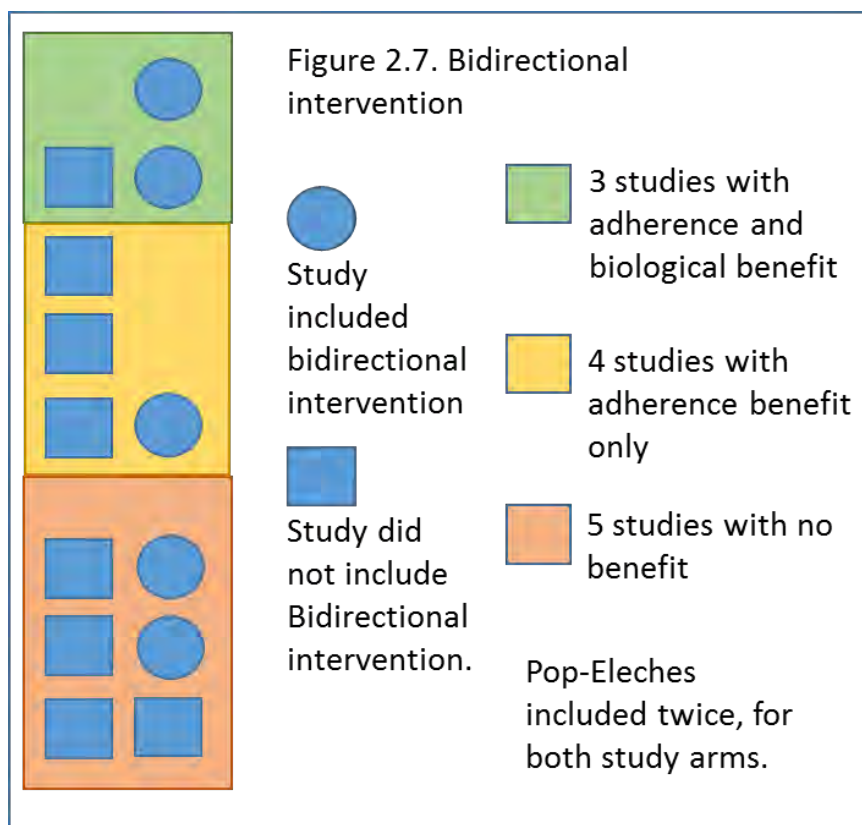 Figure 2.7. Bidirectional
intervention
Study
included
bidirectional
intervention
Study did
not include
Bidirectional
intervention.
3 studies with
adherence and
biological benefit
4 studies with
adherence benefit
only
5 studies with no
benefit
Pop-Eleches
included twice, for
both study arms.